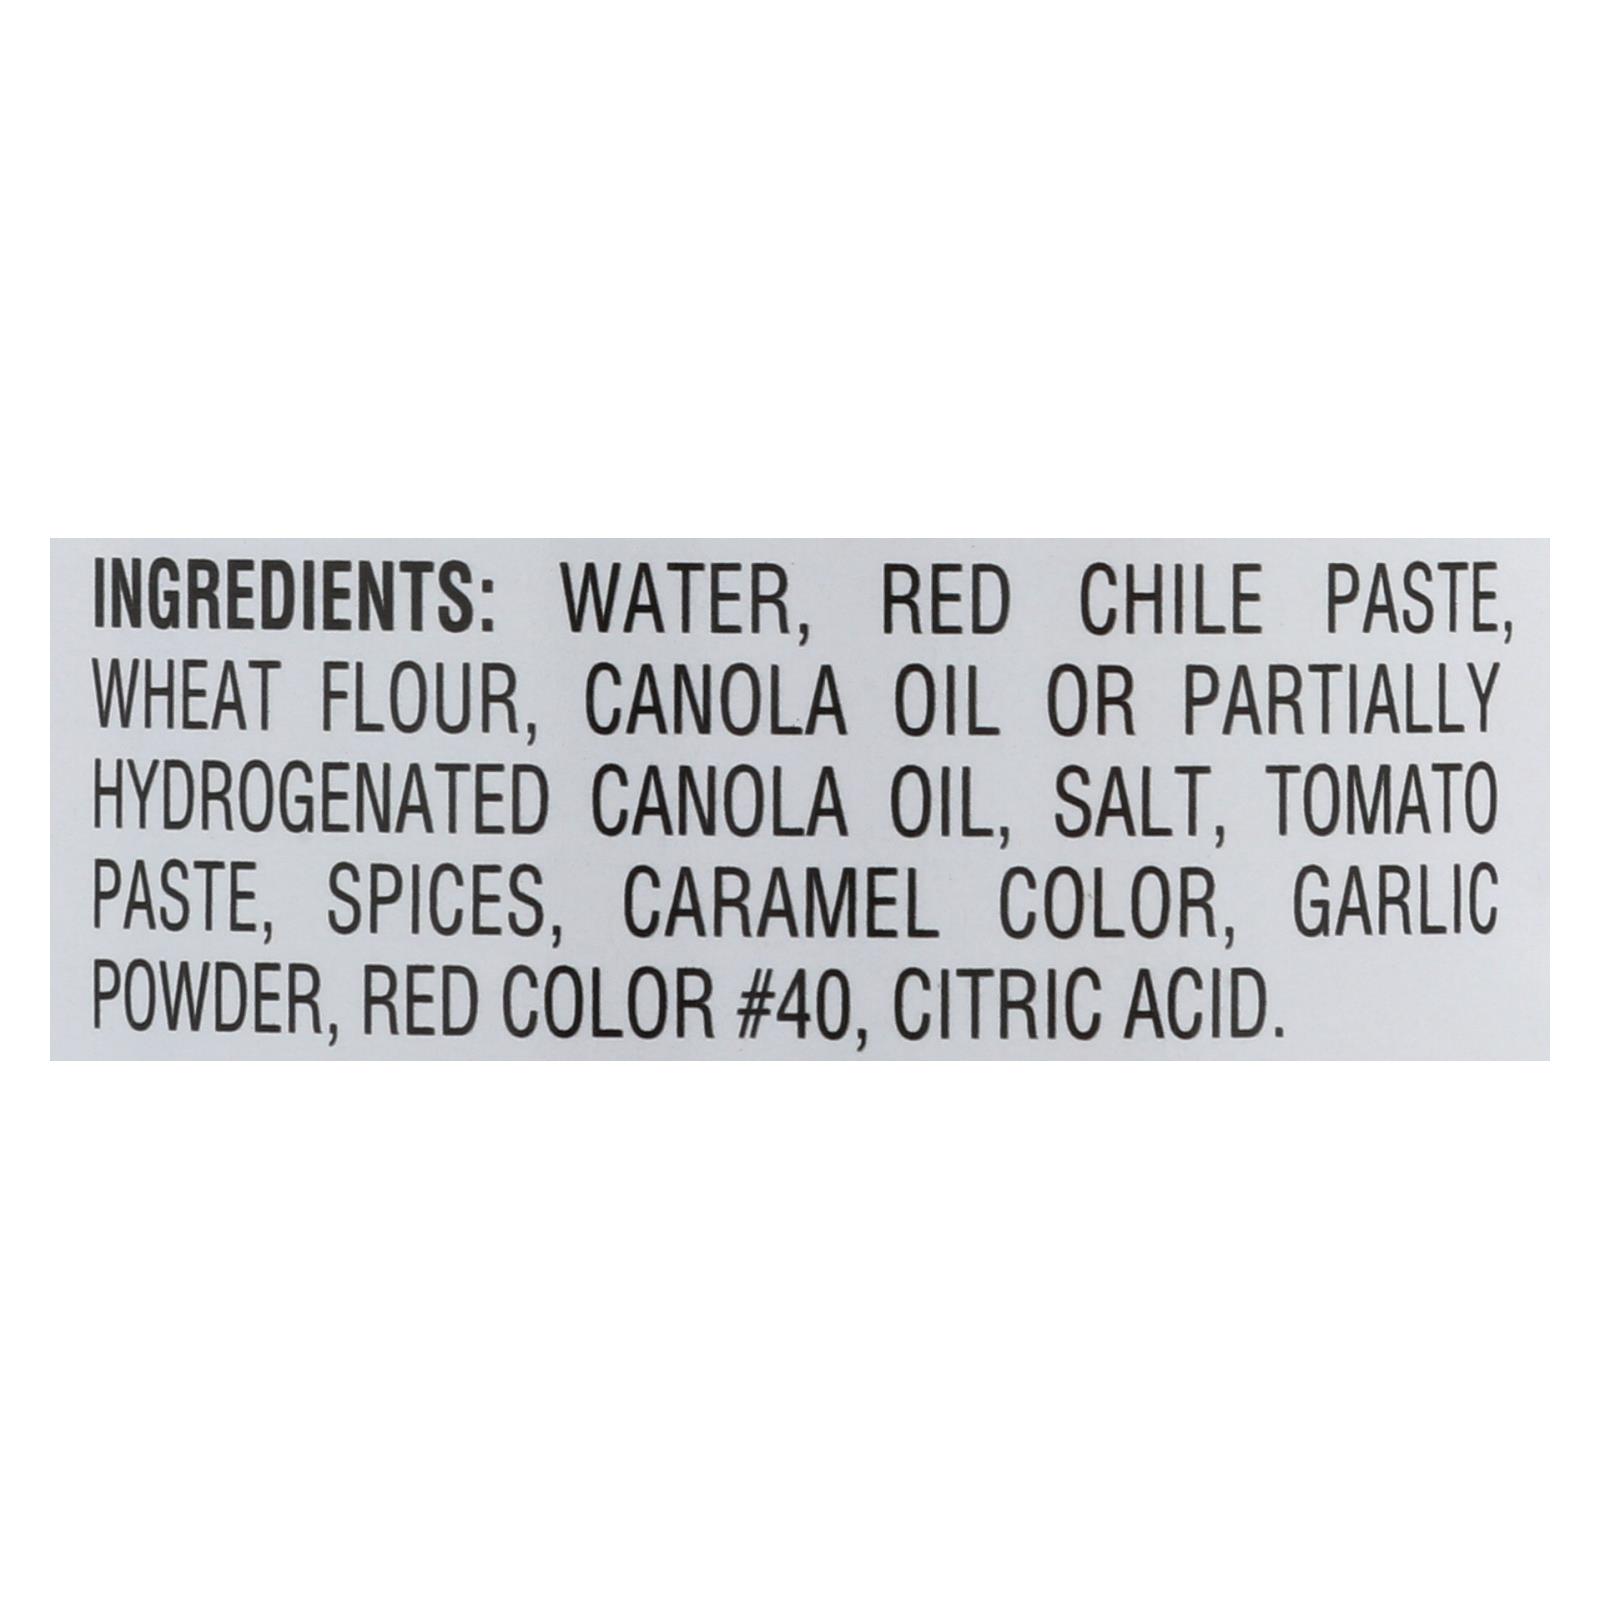 INGREDIENTS: WATER, RED CHILE PASTE,
WHEAT FLOUR, CANOLA OIL OR PARTIALLY
HYDROGENATED CANOLA OIL, SALT, TOMATO
PASTE, SPICES, CARAMEL COLOR, GARLIC
POWDER, RED COLOR #40, CITRIC ACID.